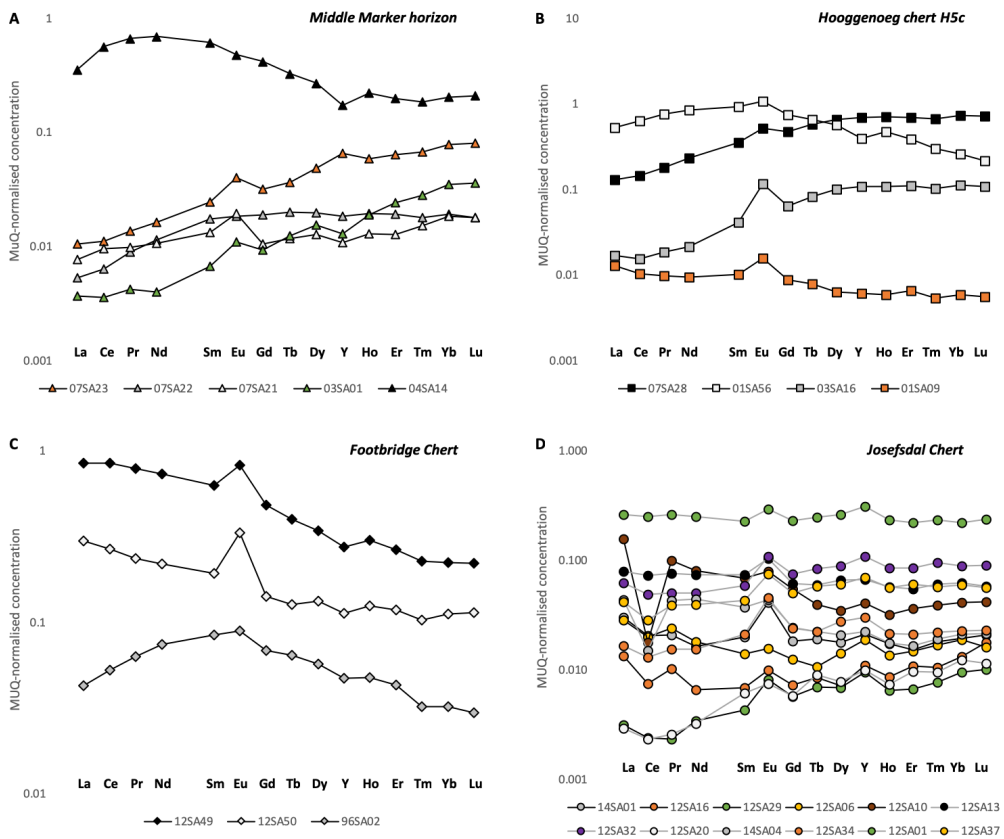 A
Middle Marker horizon
1
0.1
0.01
0.001
MuQ-normalised concentration
La Ce Pr Nd Sm Eu Gd Tb Dy Y Ho Er Tm Yb Lu
07SA23 07SA22 07SA21 03SA01 04SA14
B
Hooggenoeg chert H5c
10
1
0.1
0.01
0.001
MUQ-normalised concentration
La Ce Pr Nd Sm Eu Gd Tb Dy Y Ho Er Tm Yb Lu
07SA28 01SA56 03SA16 01SA09
C
Footbridge Chert
1
0.1
0.01
MUQ-normalised concentration
La Ce Pr Nd Sm Eu Gd Tb Dy Y Ho Er Tm Yb Lu
12SA49 12SA50 96SA02
D
Josefsdal Chert
1.000
0.100
0.010
0.001
MUQ-normalised concentration
La Ce Pr Nd Sm Eu Gd Tb Dy Y Ho Er Tm Yb Lu
14SA01 12SA16 12SA29 12SA06 12SA10 12SA13
12SA32 12SA20 14SA04 12SA34 12SA01 12SA37